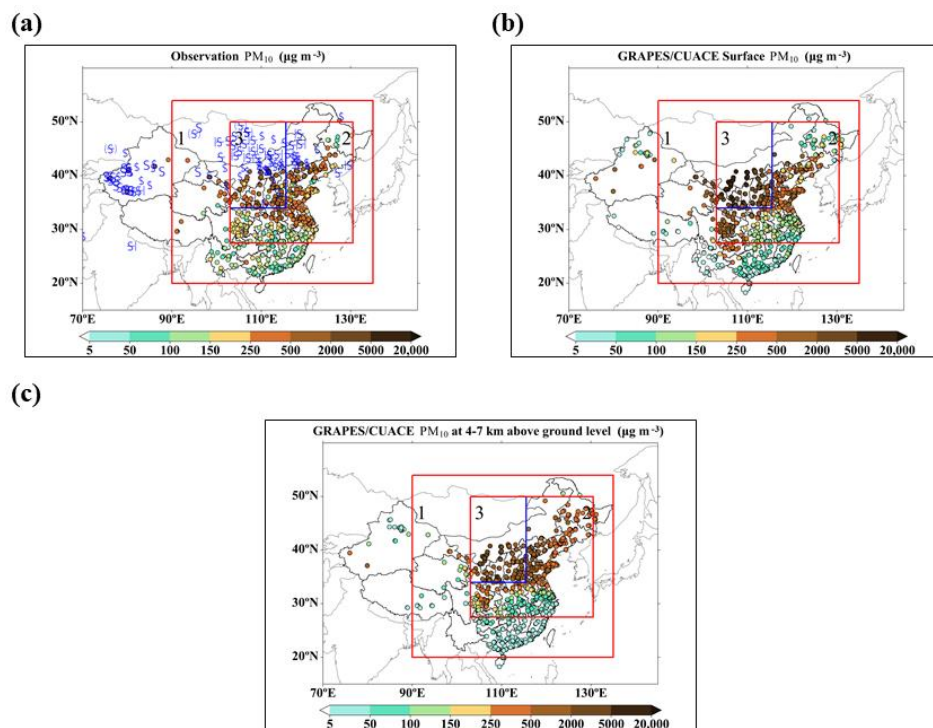 (a)
Observation PM₁₀ (μg m⁻³)
50°N
40°N
30°N
20°N
1
3
2
70°E 90°E 110°E 130°E
5 50 100 150 250 500 2000 5000 20,000
(b)
GRAPES/CUACE Surface PM₁₀ (μg m⁻³)
50°N
40°N
30°N
20°N
1
3
2
70°E 90°E 110°E 130°E
5 50 100 150 250 500 2000 5000 20,000
(c)
GRAPES/CUACE PM₁₀ at 4-7 km above ground level (μg m⁻³)
50°N
40°N
30°N
20°N
1
3
2
70°E 90°E 110°E 130°E
5 50 100 150 250 500 2000 5000 20,000